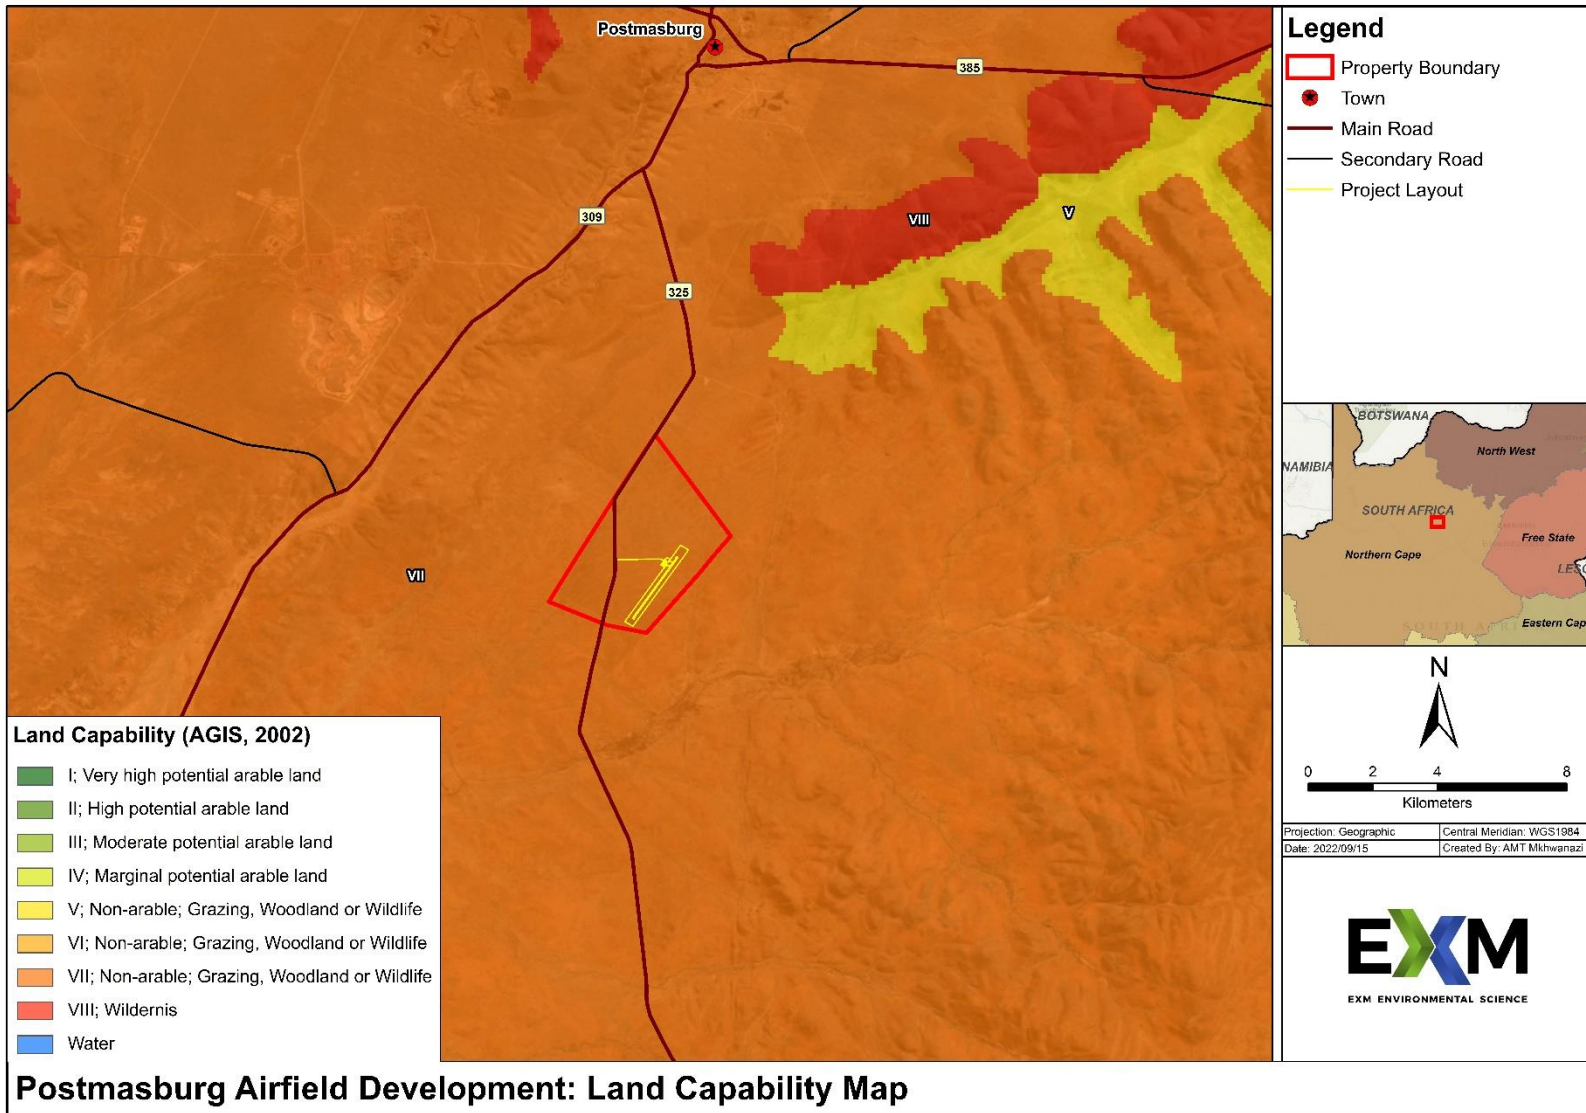 Postmasburg
385
309
325
VIII
V
VII
Land Capability (AGIS, 2002)
I; Very high potential arable land
II; High potential arable land
III; Moderate potential arable land
IV; Marginal potential arable land
V; Non-arable; Grazing, Woodland or Wildlife
VI; Non-arable; Grazing, Woodland or Wildlife
VII; Non-arable; Grazing, Woodland or Wildlife
VIII; Wildernis
Water
Legend
Property Boundary
Town
Main Road
Secondary Road
Project Layout
BOTSWANA
NAMIBIA
North West
SOUTH AFRICA
Northern Cape
Free State
LESO
SOUTH AFRI
Eastern Cap
N
0 2 4 8
Kilometers
Projection: Geographic
Central Meridian: WGS1984
Date: 2022/09/15
Created By: AMT Mkhwanazi
EXM
EXM ENVIRONMENTAL SCIENCE
Postmasburg Airfield Development: Land Capability Map